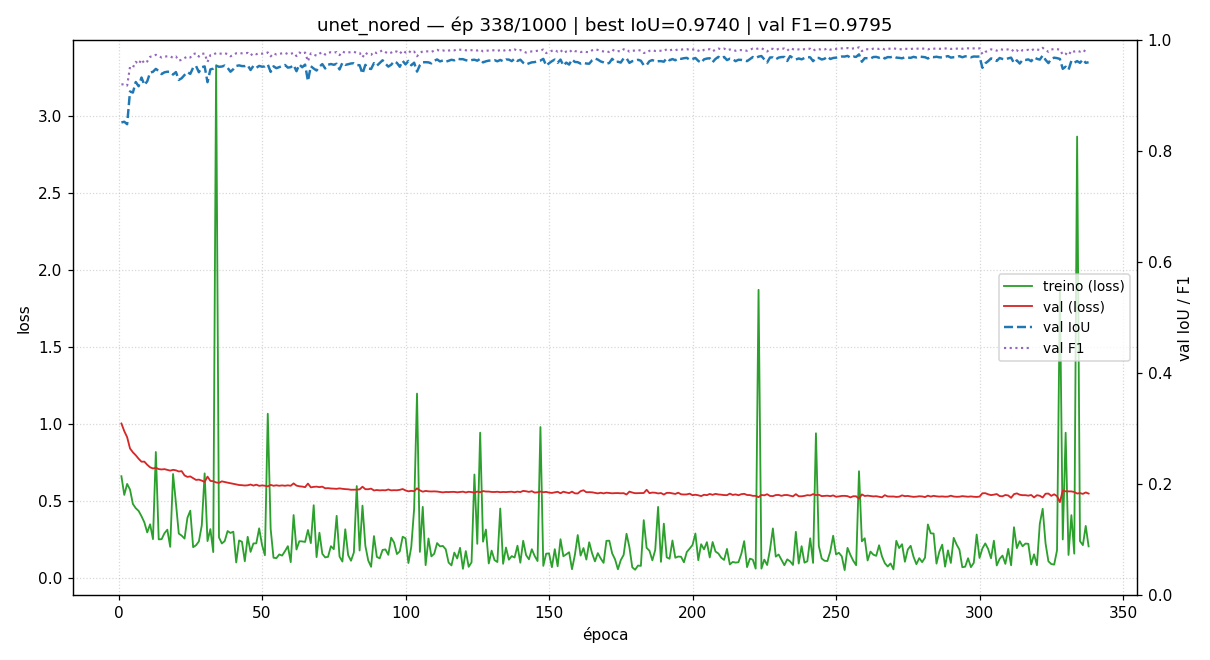 unet_nored — ép 338/1000 | best IoU=0.9740 | val F1=0.9795
loss
3.0
2.5
2.0
1.5
1.0
0.5
0.0
1.0
0.8
0.6
0.4
0.2
0.0
val IoU / F1
treino (loss)
val (loss)
val IoU
val F1
0 50 100 150 200 250 300 350
época